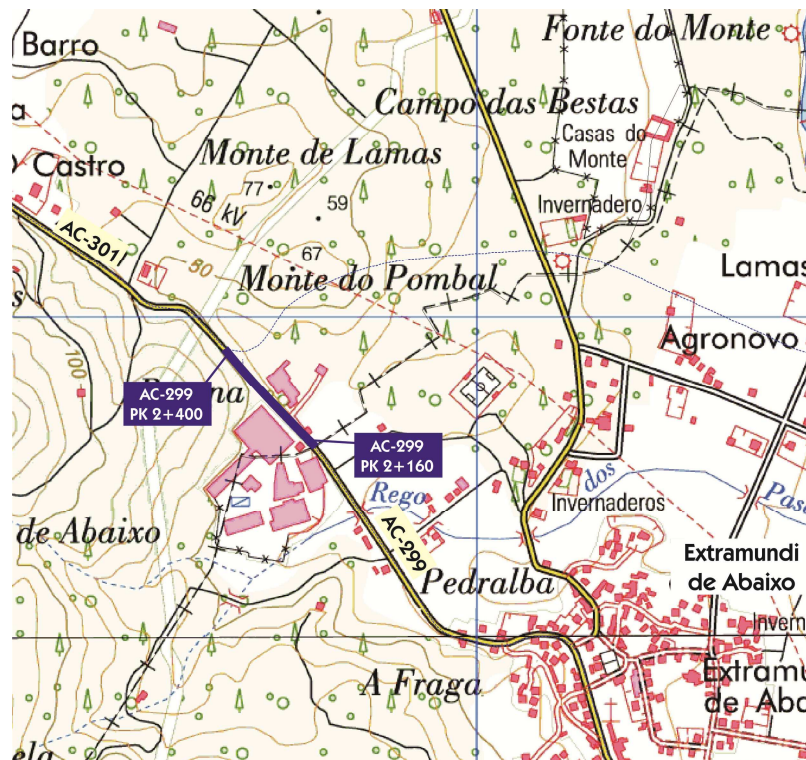 Barro
Fonte do Monte
Campo das Bestas
Casas do
Monte
Castro
Monte de Lamas
77
66 kV
59
Invernadero
AC-301
67
50
Monte do Pombal
Lamas
100
Agronovo
AC-299
PK 2+400
AC-299
PK 2+160
Rego
dos
Invernaderos
AC-299
de Abaixo
Pedralba
Extramundi
de Abaixo
A Fraga